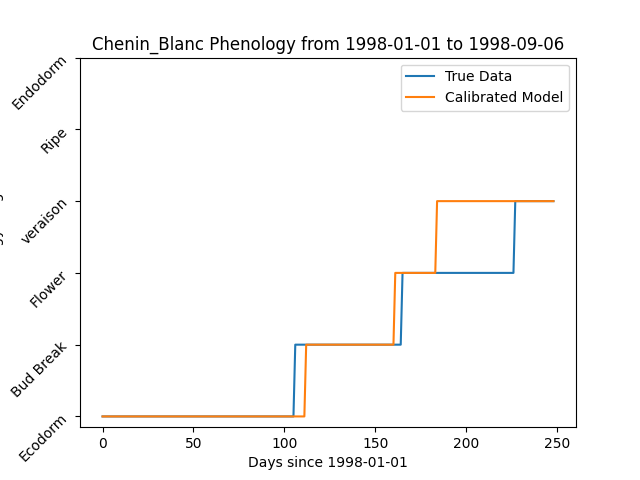 Chenin_Blanc Phenology from 1998-01-01 to 1998-09-06
True Data
Calibrated Model
Endodorm
Ripe
veraison
Flower
Bud Break
Ecodorm
0 50 100 150 200 250
Days since 1998-01-01